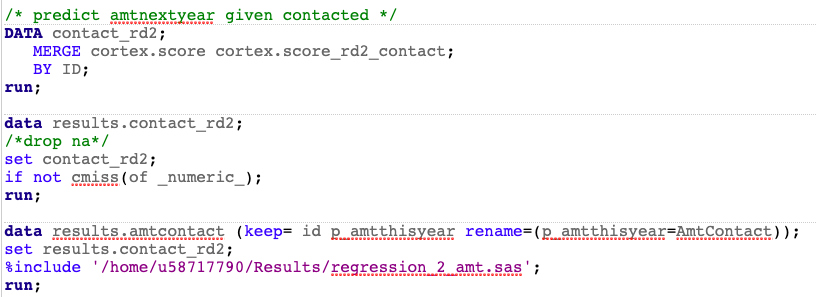 /* predict amtnextyear given contacted */
DATA contact_rd2;
MERGE cortex.score cortex.score_rd2_contact;
BY ID;
run;
data results.contact_rd2;
/*drop na*/
set contact_rd2;
if not cmiss(of _numeric_);
run;
data results.amtcontact (keep= id p_amtthisyear rename=(p_amtthisyear=AmtContact));
set results.contact_rd2;
%include '/home/u58717790/Results/regression_2_amt.sas';
run;